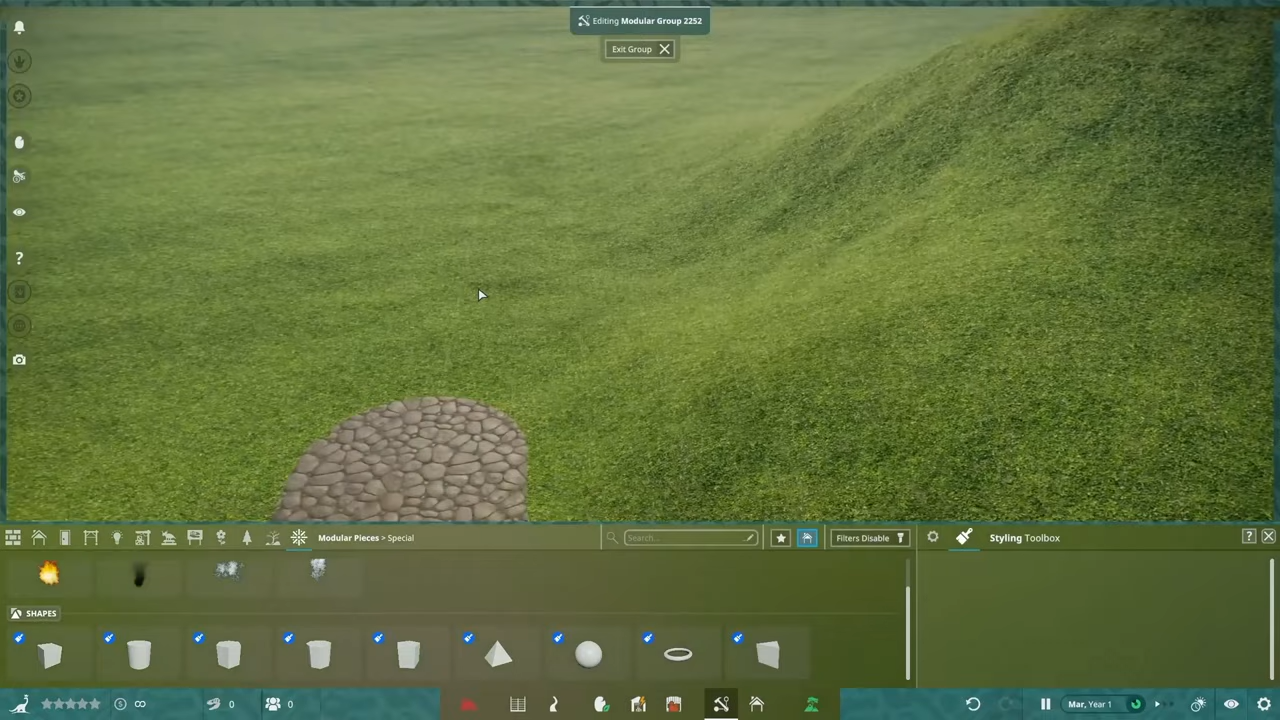 Editing Modular Group 2252
Exit Group
?
Modular Pieces > Special
Search...
Filters Disable
Styling Toolbox
?
SHAPES
∞
0
0
Mar, Year 1